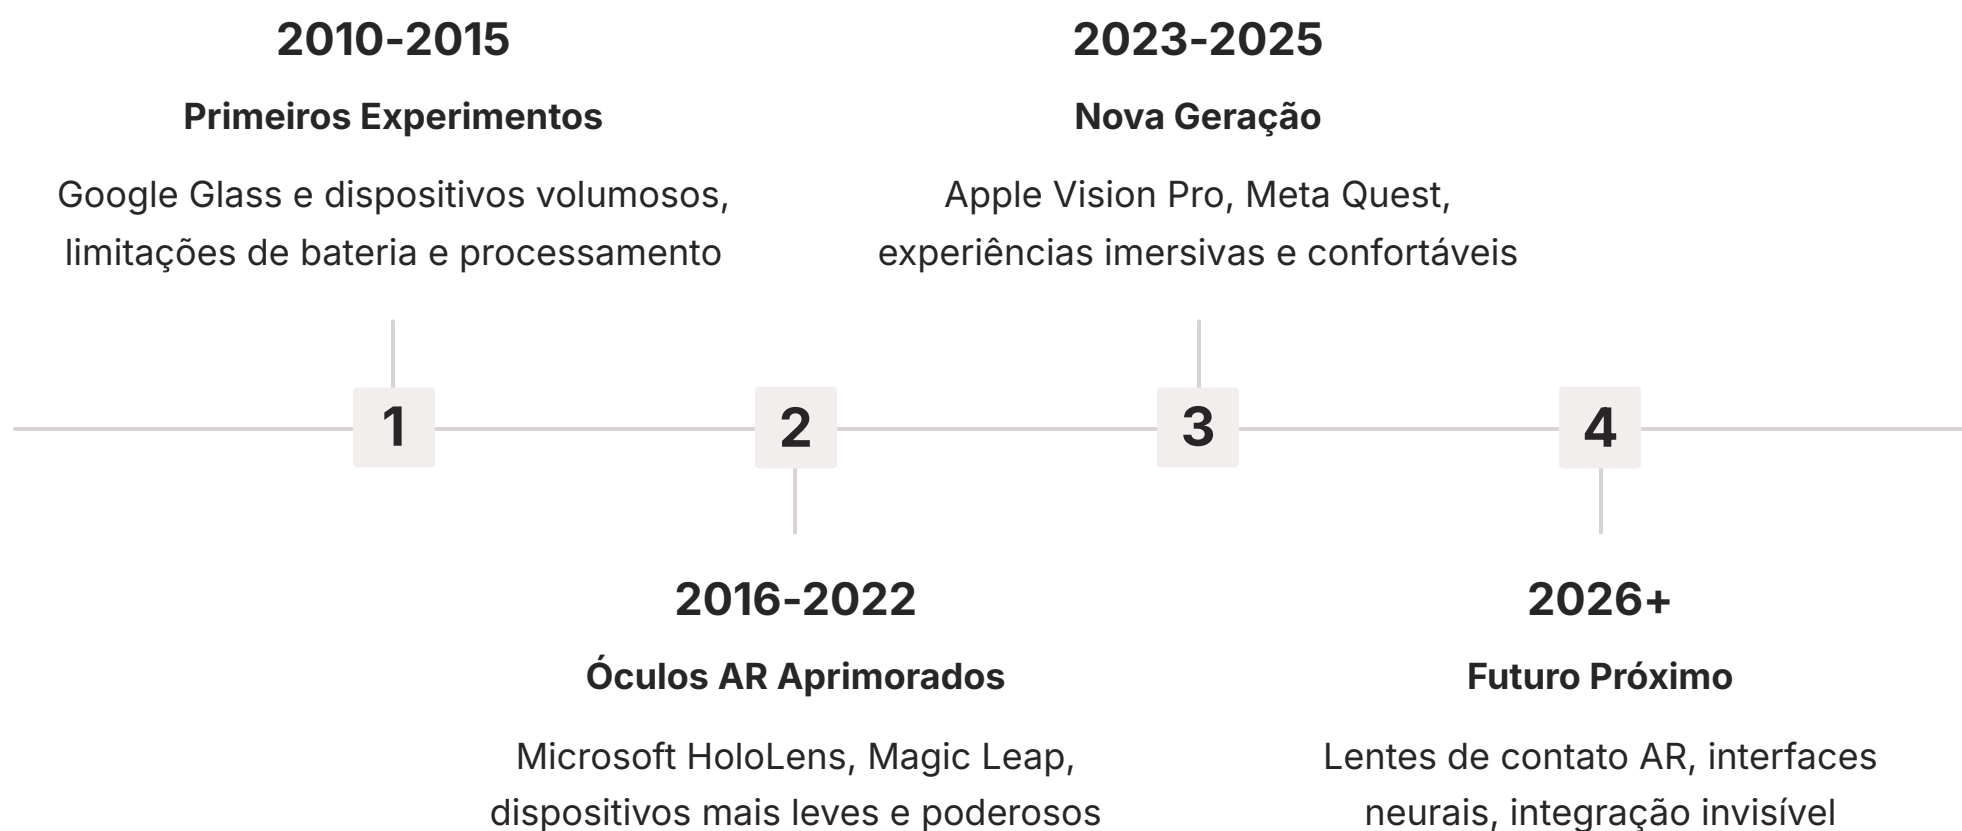 2010-2015
Primeiros Experimentos
Google Glass e dispositivos volumosos,
limitações de bateria e processamento
1
2016-2022
Óculos AR Aprimorados
Microsoft HoloLens, Magic Leap,
dispositivos mais leves e poderosos
2
2023-2025
Nova Geração
Apple Vision Pro, Meta Quest,
experiências imersivas e confortáveis
3
2026+
Futuro Próximo
Lentes de contato AR, interfaces
neurais, integração invisível
4